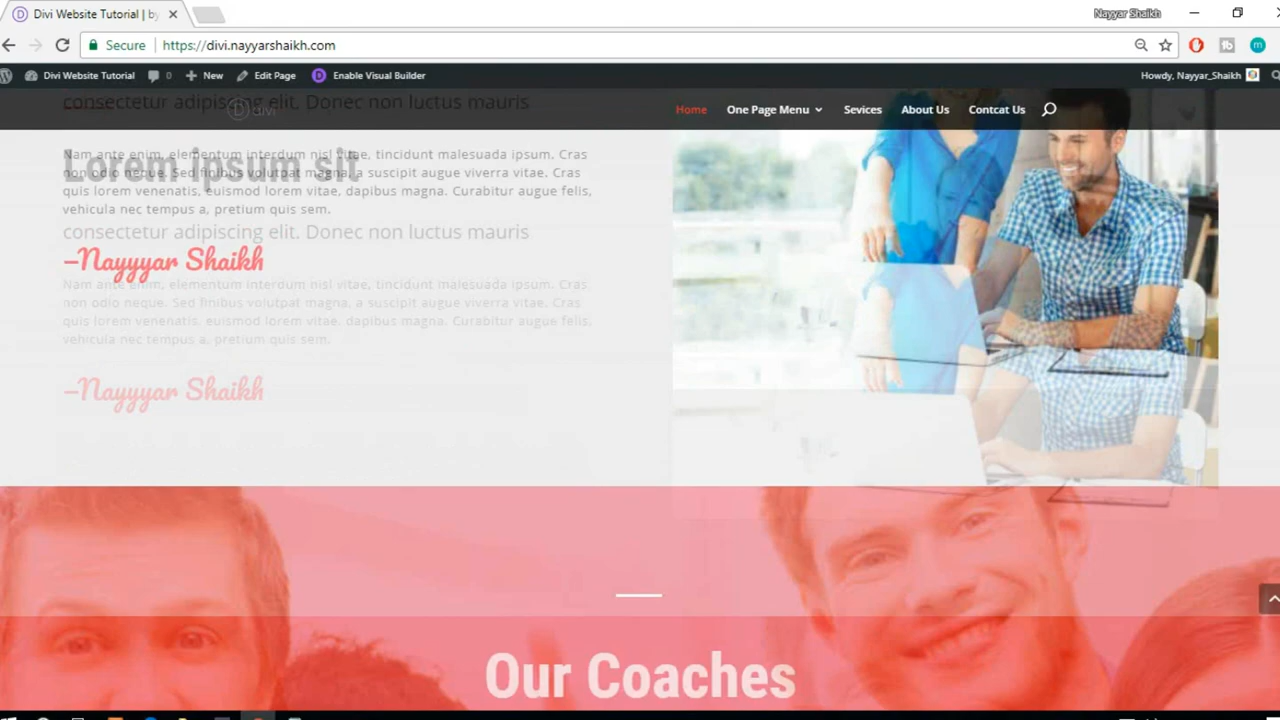 Divi Website Tutorial | by
Nayyar Shaikh
Secure
https://divi.nayyarshaikh.com
Divi Website Tutorial
0
New
Edit Page
Enable Visual Builder
Howdy, Nayyar_Shaikh
consectetur adipiscing elit. Donec non luctus mauris
divi
Home
One Page Menu
Sevices
About Us
Contcat Us
Lorem ipsum sit
Nam ante enim, elementum interdum nisl vitae, tincidunt malesuada ipsum. Cras
non odio neque. Sed finibus volutpat magna, a suscipit augue viverra vitae. Cras
quis lorem venenatis, euismod lorem vitae, dapibus magna. Curabitur augue felis,
vehicula nec tempus a, pretium quis sem.
consectetur adipiscing elit. Donec non luctus mauris
–Nayyyar Shaikh
Nam ante enim, elementum interdum nisl vitae, tincidunt malesuada ipsum. Cras
non odio neque. Sed finibus volutpat magna, a suscipit augue viverra vitae. Cras
quis lorem venenatis, euismod lorem vitae, dapibus magna. Curabitur augue felis,
vehicula nec tempus a, pretium quis sem.
–Nayyyar Shaikh
Our Coaches